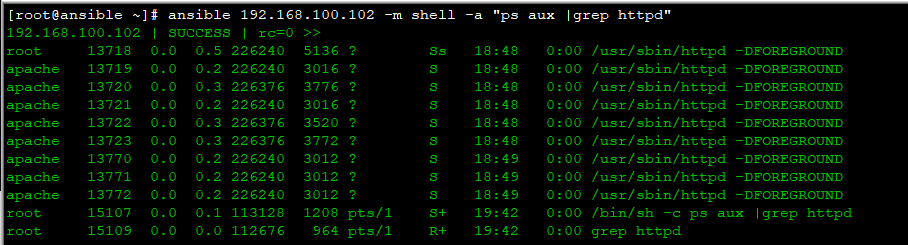 [root@ansible ~]# ansible 192.168.100.102 -m shell -a "ps aux |grep httpd"
192.168.100.102 | SUCCESS | rc=0 >>
root     13718  0.0  0.5 226240  5136 ?        Ss   18:48   0:00 /usr/sbin/httpd -DFOREGROUND
apache   13719  0.0  0.2 226240  3016 ?        S    18:48   0:00 /usr/sbin/httpd -DFOREGROUND
apache   13720  0.0  0.3 226376  3776 ?        S    18:48   0:00 /usr/sbin/httpd -DFOREGROUND
apache   13721  0.0  0.2 226240  3016 ?        S    18:48   0:00 /usr/sbin/httpd -DFOREGROUND
apache   13722  0.0  0.3 226376  3520 ?        S    18:48   0:00 /usr/sbin/httpd -DFOREGROUND
apache   13723  0.0  0.3 226376  3772 ?        S    18:48   0:00 /usr/sbin/httpd -DFOREGROUND
apache   13770  0.0  0.2 226240  3012 ?        S    18:49   0:00 /usr/sbin/httpd -DFOREGROUND
apache   13771  0.0  0.2 226240  3012 ?        S    18:49   0:00 /usr/sbin/httpd -DFOREGROUND
apache   13772  0.0  0.2 226240  3012 ?        S    18:49   0:00 /usr/sbin/httpd -DFOREGROUND
root     15107  0.0  0.1 113128  1208 pts/1    S+   19:42   0:00 /bin/sh -c ps aux |grep httpd
root     15109  0.0  0.0 112676   964 pts/1    R+   19:42   0:00 grep httpd